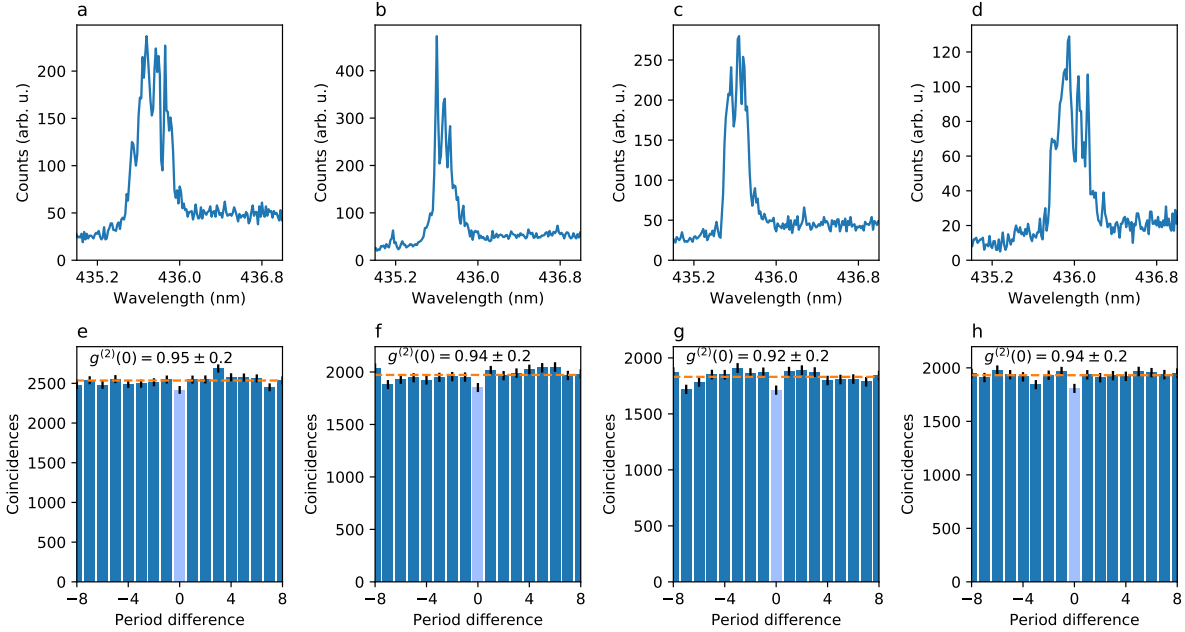 a
b
c
d
Counts (arb. u.)
200
150
100
50
0
435.2
436.0
436.8
Wavelength (nm)
Counts (arb. u.)
400
300
200
100
0
435.2
436.0
436.8
Wavelength (nm)
Counts (arb. u.)
250
200
150
100
50
0
435.2
436.0
436.8
Wavelength (nm)
Counts (arb. u.)
120
100
80
60
40
20
0
435.2
436.0
436.8
Wavelength (nm)
e
f
g
h
g⁽²⁾(0) = 0.95 ± 0.2
Coincidences
2500
2000
1500
1000
500
0
−8
−4
0
4
8
Period difference
g⁽²⁾(0) = 0.94 ± 0.2
Coincidences
2000
1500
1000
500
0
−8
−4
0
4
8
Period difference
g⁽²⁾(0) = 0.92 ± 0.2
Coincidences
2000
1500
1000
500
0
−8
−4
0
4
8
Period difference
g⁽²⁾(0) = 0.94 ± 0.2
Coincidences
2000
1500
1000
500
0
−8
−4
0
4
8
Period difference